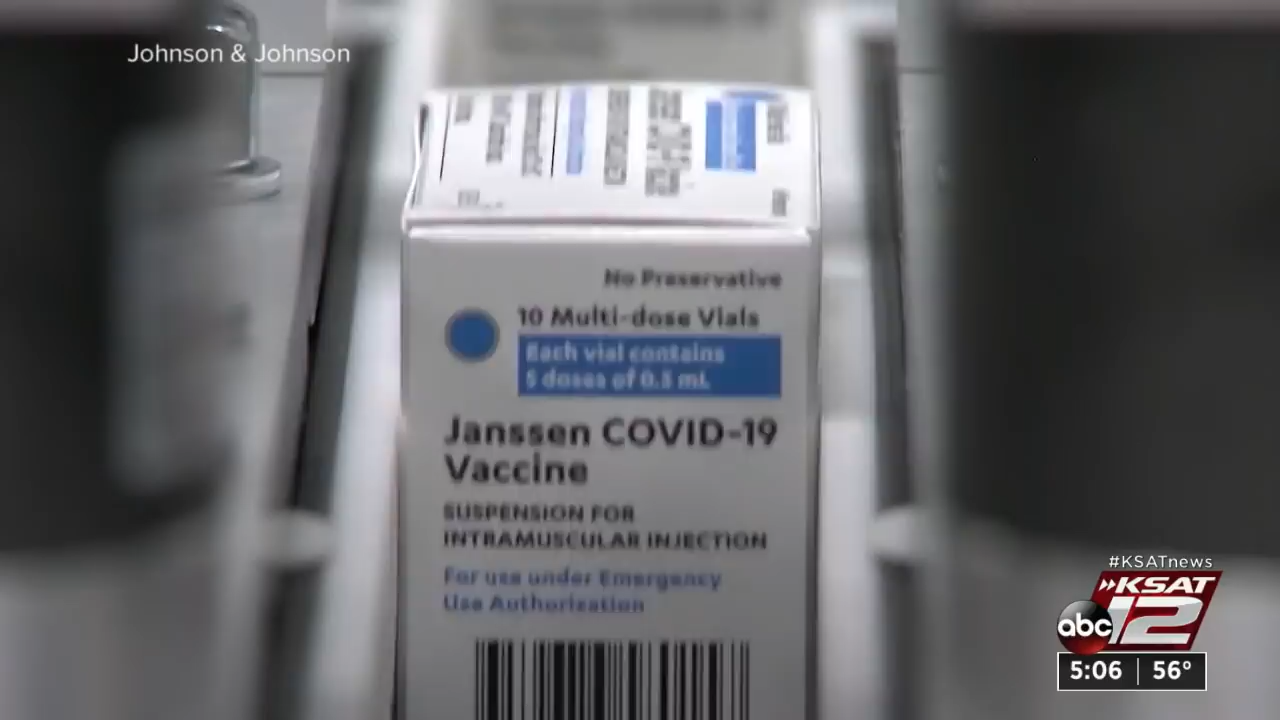 Johnson & Johnson
No Preservative
10 Multi-dose Vials
Each vial contains
5 doses of 0.5 mL
Janssen COVID-19
Vaccine
SUSPENSION FOR
INTRAMUSCULAR INJECTION
For use under Emergency
Use Authorization
#KSATnews
KSAT
abc 12
5:06 56°